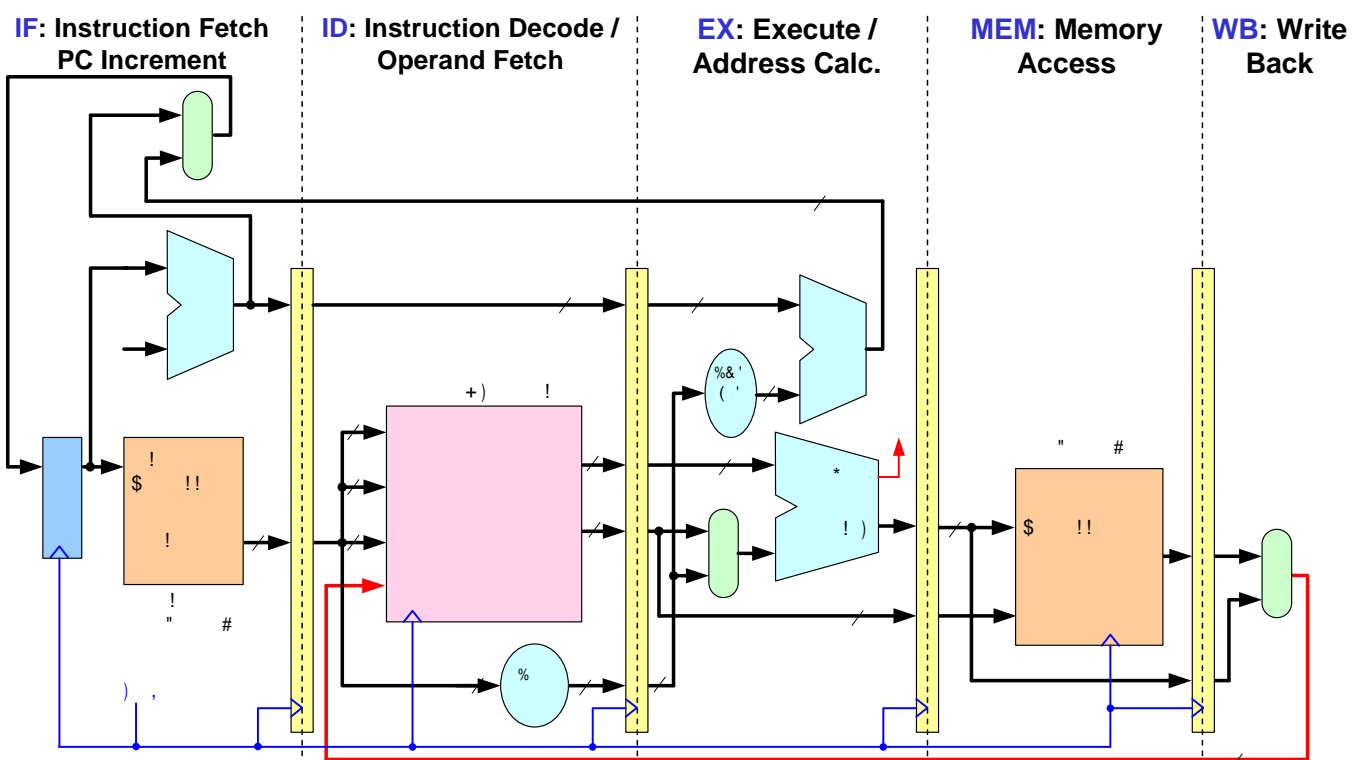 IF: Instruction Fetch
PC Increment
ID: Instruction Decode /
Operand Fetch
EX: Execute /
Address Calc.
MEM: Memory
Access
WB: Write
Back
%&'
( '
+) !
!
$ !!
!
!
" #
*
! )
" #
$ !!
%
) ,